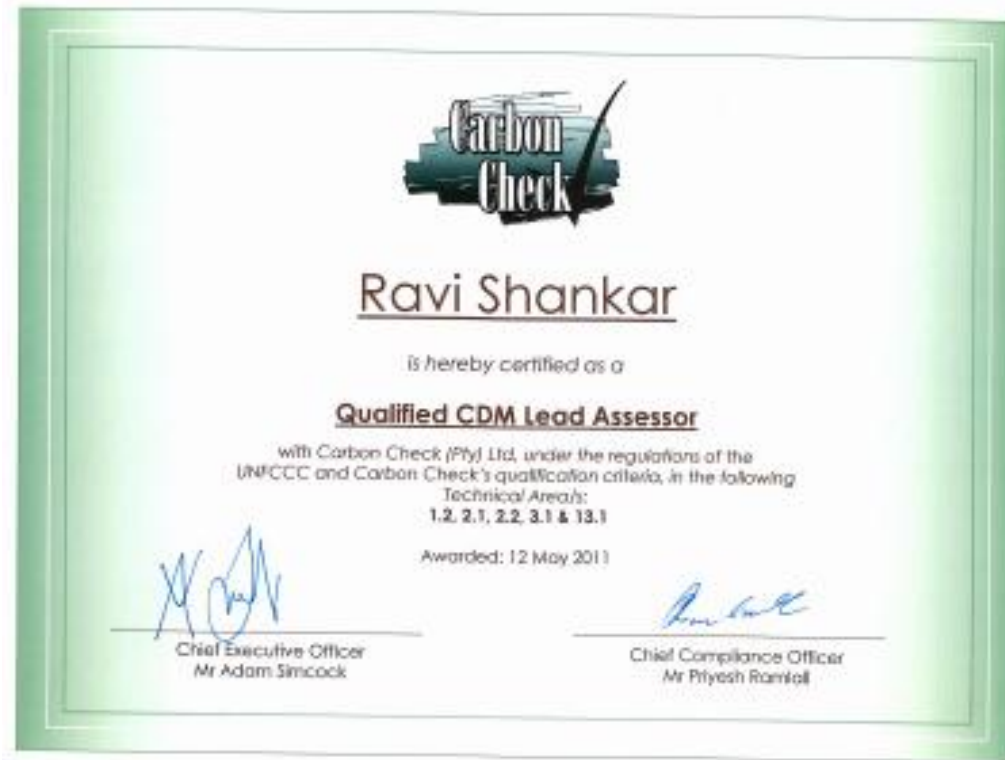 Carbon
Check
Ravi Shankar
is hereby certified as a
Qualified CDM Lead Assessor
with Carbon Check (Pty) Ltd, under the regulations of the
UNFCCC and Carbon Check's qualification criteria, in the following
Technical Area/s:
1.2, 2.1, 2.2, 3.1 & 13.1
Awarded: 12 May 2011
Chief Executive Officer
Mr Adam Simcock
Chief Compliance Officer
Mr Priyesh Ramlall